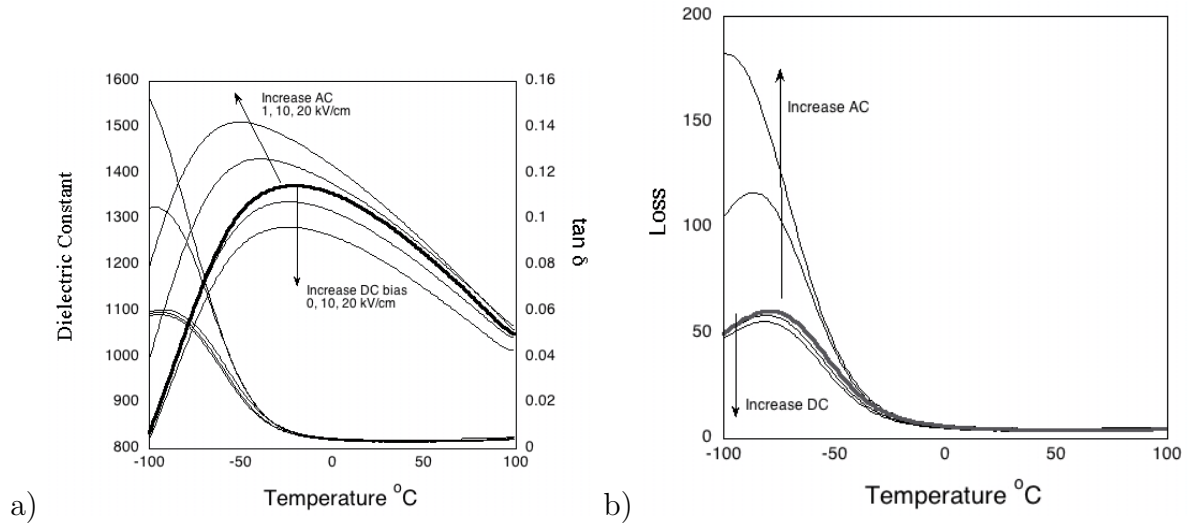 1600
1500
1400
1300
1200
1100
1000
900
800
Dielectric Constant
Increase AC
1, 10, 20 kV/cm
Increase DC bias
0, 10, 20 kV/cm
0.16
0.14
0.12
0.1
0.08
0.06
0.04
0.02
0
tan δ
-100
-50
0
50
100
Temperature °C
a)
200
150
100
50
0
Loss
Increase AC
Increase DC
-100
-50
0
50
100
Temperature °C
b)